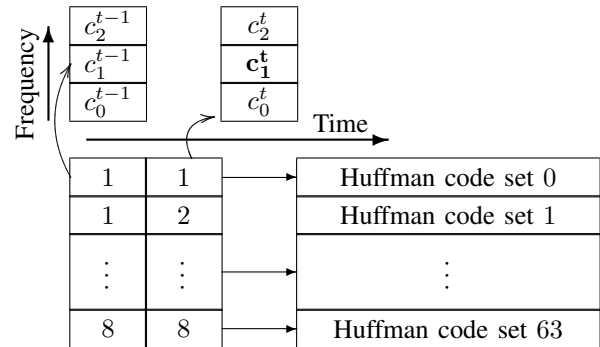 c_2^{t-1} c_2^t
c_1^{t-1} c_1^t
c_0^{t-1} c_0^t
Frequency
Time
1 1 Huffman code set 0
1 2 Huffman code set 1
⋮ ⋮ ⋮
8 8 Huffman code set 63